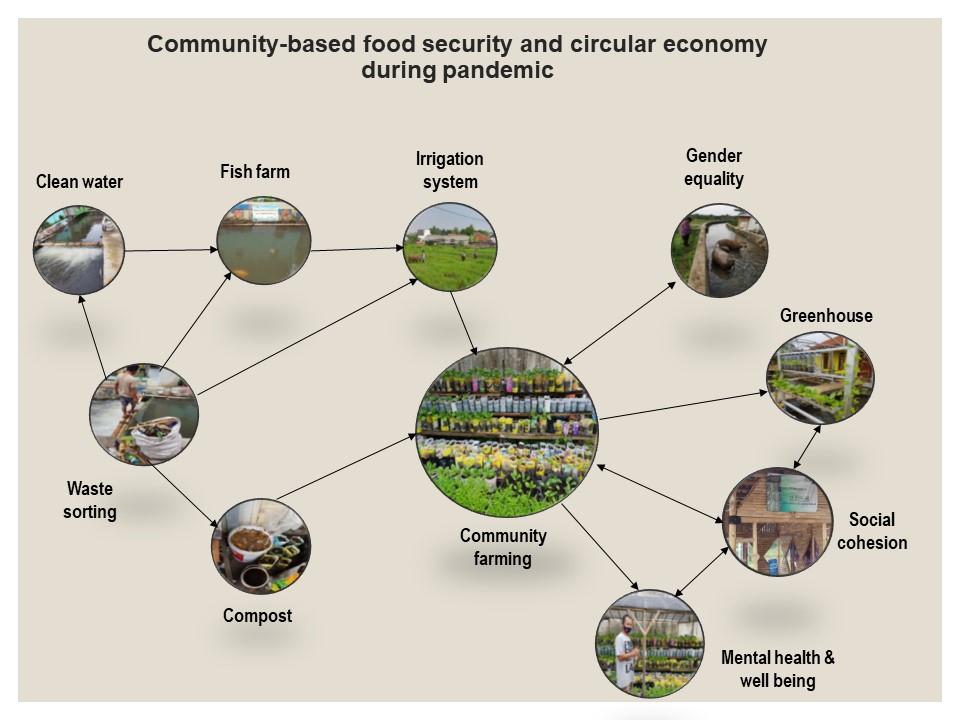 Community-based food security and circular economy
during pandemic
Clean water
Fish farm
Irrigation
system
Gender
equality
Greenhouse
Waste
sorting
Community
farming
Social
cohesion
Compost
Mental health &
well being